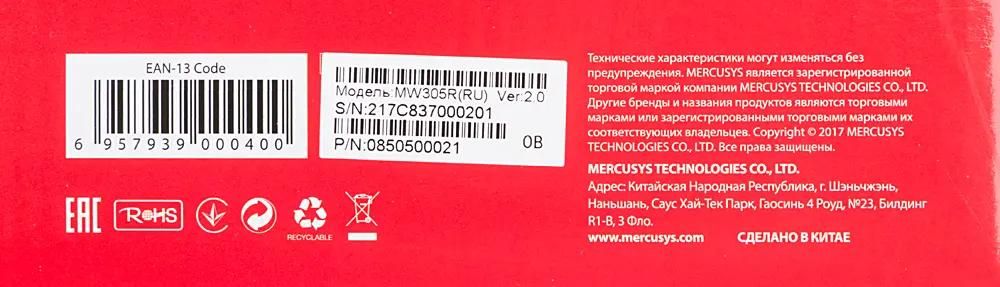 EAN-13 Code
6 957939 000400
Модель:MW305R(RU) Ver:2.0
S/N:217C837000201
P/N:0850500021 0B
EAC
RoHS
RECYCLABLE
Технические характеристики могут изменяться без
предупреждения. MERCUSYS является зарегистрированной
торговой маркой компании MERCUSYS TECHNOLOGIES CO., LTD.
Другие бренды и названия продуктов являются торговыми
марками или зарегистрированными торговыми марками их
соответствующих владельцев. Copyright © 2017 MERCUSYS
TECHNOLOGIES CO., LTD. Все права защищены.
MERCUSYS TECHNOLOGIES CO., LTD.
Адрес: Китайская Народная Республика, г. Шэньчжэнь,
Наньшань, Саус Хай-Тек Парк, Гаосинь 4 Роуд, №23, Билдинг
R1-B, 3 Фло.
www.mercusys.com СДЕЛАНО В КИТАЕ